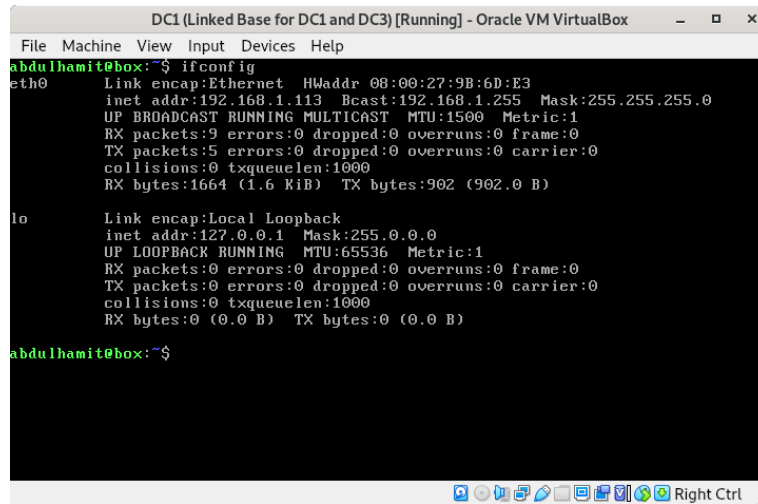 DC1 (Linked Base for DC1 and DC3) [Running] - Oracle VM VirtualBox
File Machine View Input Devices Help
abdulhamit@box:~$ ifconfig
eth0 Link encap:Ethernet HWaddr 08:00:27:9B:6D:E3
inet addr:192.168.1.113 Bcast:192.168.1.255 Mask:255.255.255.0
UP BROADCAST RUNNING MULTICAST MTU:1500 Metric:1
RX packets:9 errors:0 dropped:0 overruns:0 frame:0
TX packets:5 errors:0 dropped:0 overruns:0 carrier:0
collisions:0 txqueuelen:1000
RX bytes:1664 (1.6 KiB) TX bytes:902 (902.0 B)
lo Link encap:Local Loopback
inet addr:127.0.0.1 Mask:255.0.0.0
UP LOOPBACK RUNNING MTU:65536 Metric:1
RX packets:0 errors:0 dropped:0 overruns:0 frame:0
TX packets:0 errors:0 dropped:0 overruns:0 carrier:0
collisions:0 txqueuelen:1000
RX bytes:0 (0.0 B) TX bytes:0 (0.0 B)
abdulhamit@box:~$
Right Ctrl